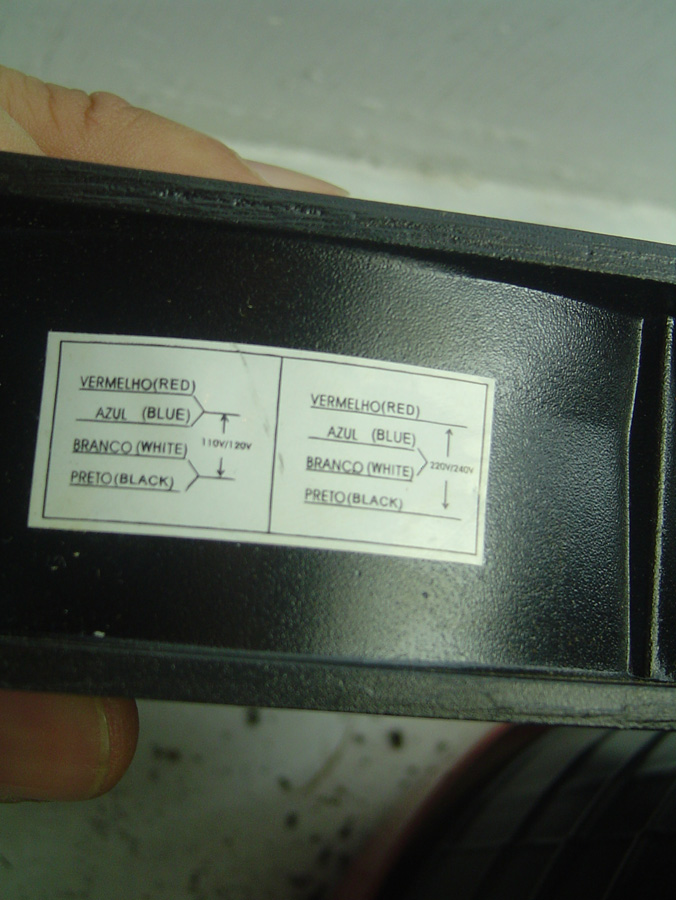 VERMELHO(RED)
AZUL (BLUE)
110V/120V
BRANCO (WHITE)
PRETO(BLACK)
VERMELHO(RED)
AZUL (BLUE)
220V/240V
BRANCO (WHITE)
PRETO(BLACK)